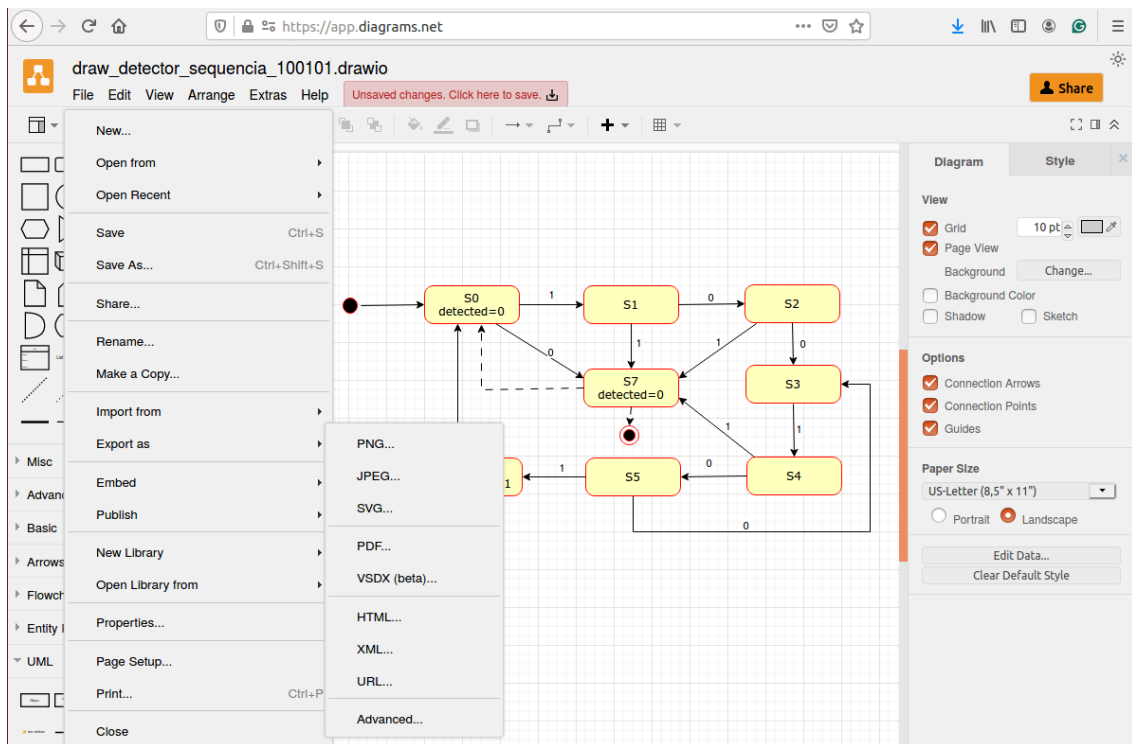 https://app.diagrams.net
draw_detector_sequencia_100101.drawio
File Edit View Arrange Extras Help
Unsaved changes. Click here to save.
Share
New...
Open from
Open Recent
Save Ctrl+S
Save As... Ctrl+Shift+S
Share...
Rename...
Make a Copy...
Import from
Export as
Embed
Publish
New Library
Open Library from
Properties...
Page Setup...
Print... Ctrl+P
Close
PNG...
JPEG...
SVG...
PDF...
VSDX (beta)...
HTML...
XML...
URL...
Advanced...
Misc
Advan
Basic
Arrows
Flowch
Entity
UML
S0
detected=0
1
S1
0
S2
0
1
1
0
S7
detected=0
S3
1
1
1
1
S5
0
S4
0
Diagram Style
View
Grid 10 pt
Page View
Background Change...
Background Color
Shadow Sketch
Options
Connection Arrows
Connection Points
Guides
Paper Size
US-Letter (8,5" x 11")
Portrait Landscape
Edit Data...
Clear Default Style